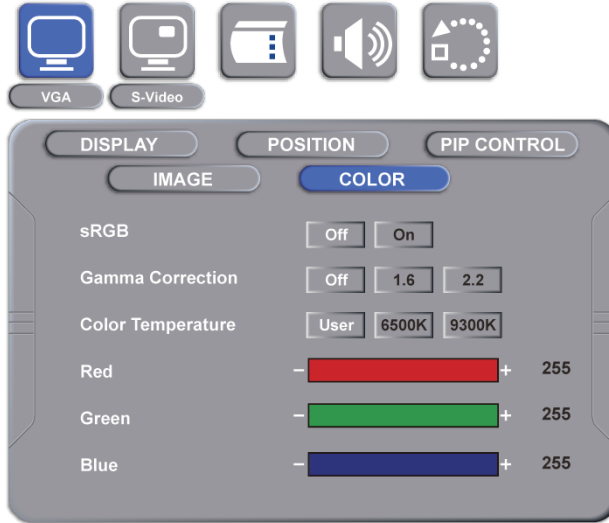 VGA S-Video
DISPLAY POSITION PIP CONTROL
IMAGE COLOR
sRGB Off On
Gamma Correction Off 1.6 2.2
Color Temperature User 6500K 9300K
Red − + 255
Green − + 255
Blue − + 255